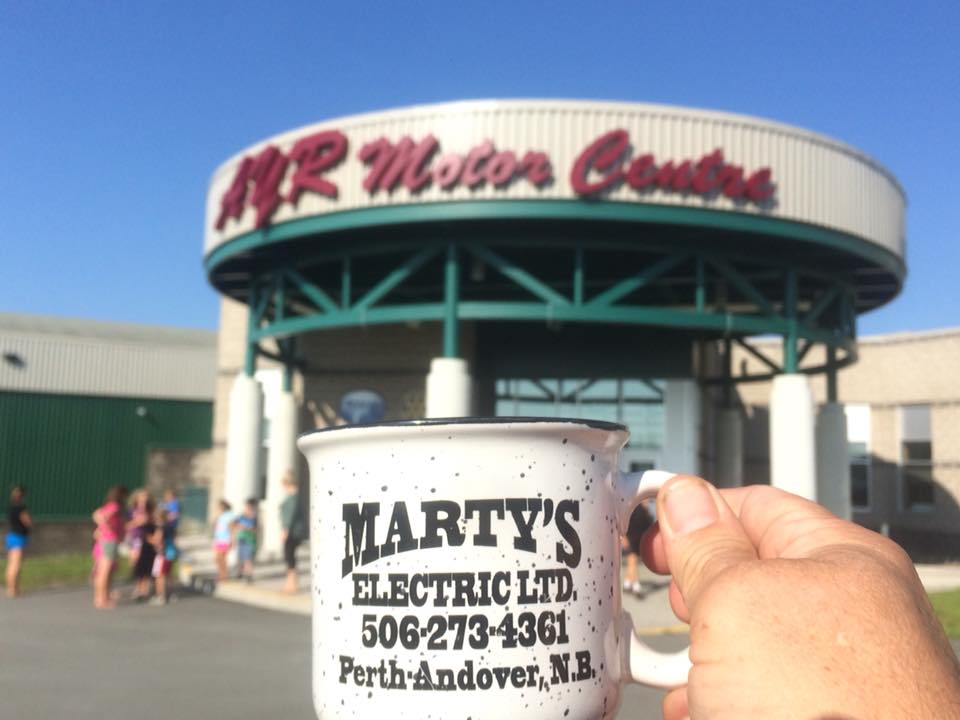 AYR Motor Centre
MARTY'S
ELECTRIC LTD.
506-273-4361
Perth-Andover, N.B.